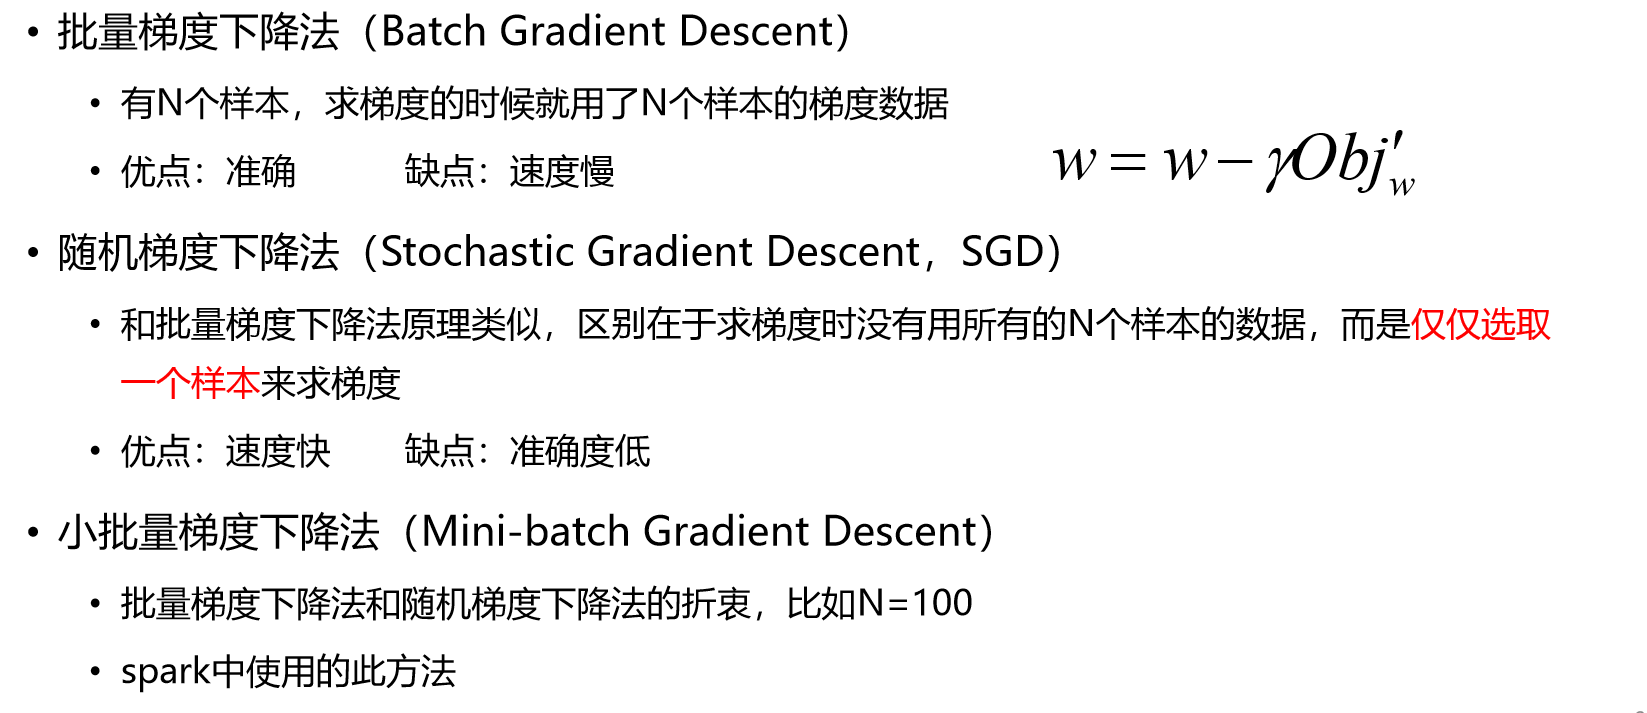 • 批量梯度下降法（Batch Gradient Descent）
• 有N个样本，求梯度的时候就用了N个样本的梯度数据
• 优点：准确 缺点：速度慢
w = w − γObj′w
• 随机梯度下降法（Stochastic Gradient Descent，SGD）
• 和批量梯度下降法原理类似，区别在于求梯度时没有用所有的N个样本的数据，而是仅仅选取
一个样本来求梯度
• 优点：速度快 缺点：准确度低
• 小批量梯度下降法（Mini-batch Gradient Descent）
• 批量梯度下降法和随机梯度下降法的折衷，比如N=100
• spark中使用的此方法